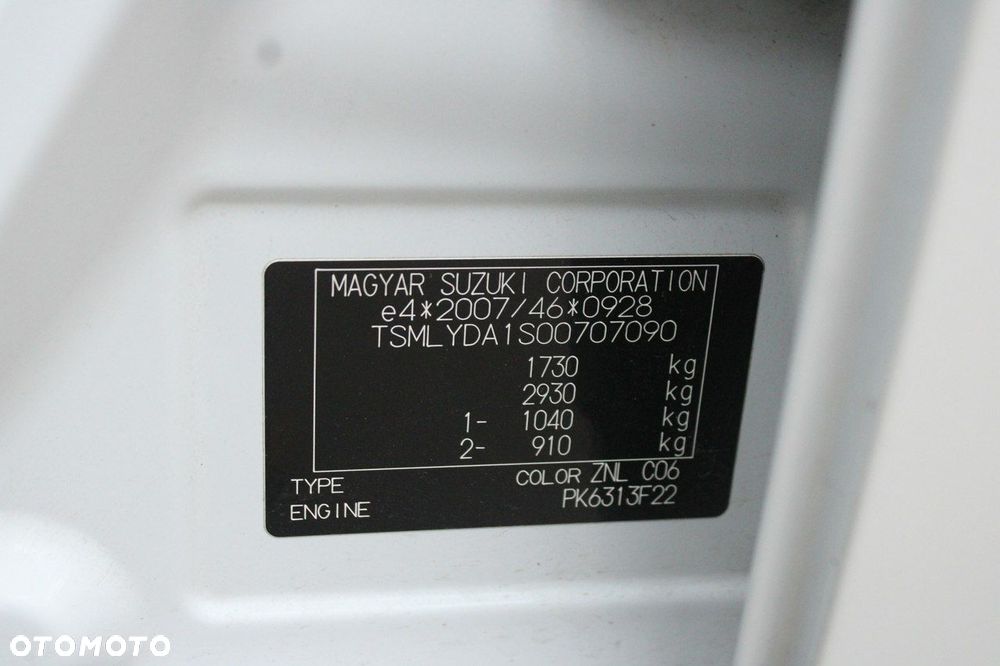 MAGYAR SUZUKI CORPORATION
e4*2007/46*0928
TSMLYDA1S00707090
1730 kg
2930 kg
1- 1040 kg
2- 910 kg
TYPE COLOR ZNL C06
ENGINE PK6313F22
OTOMOTO